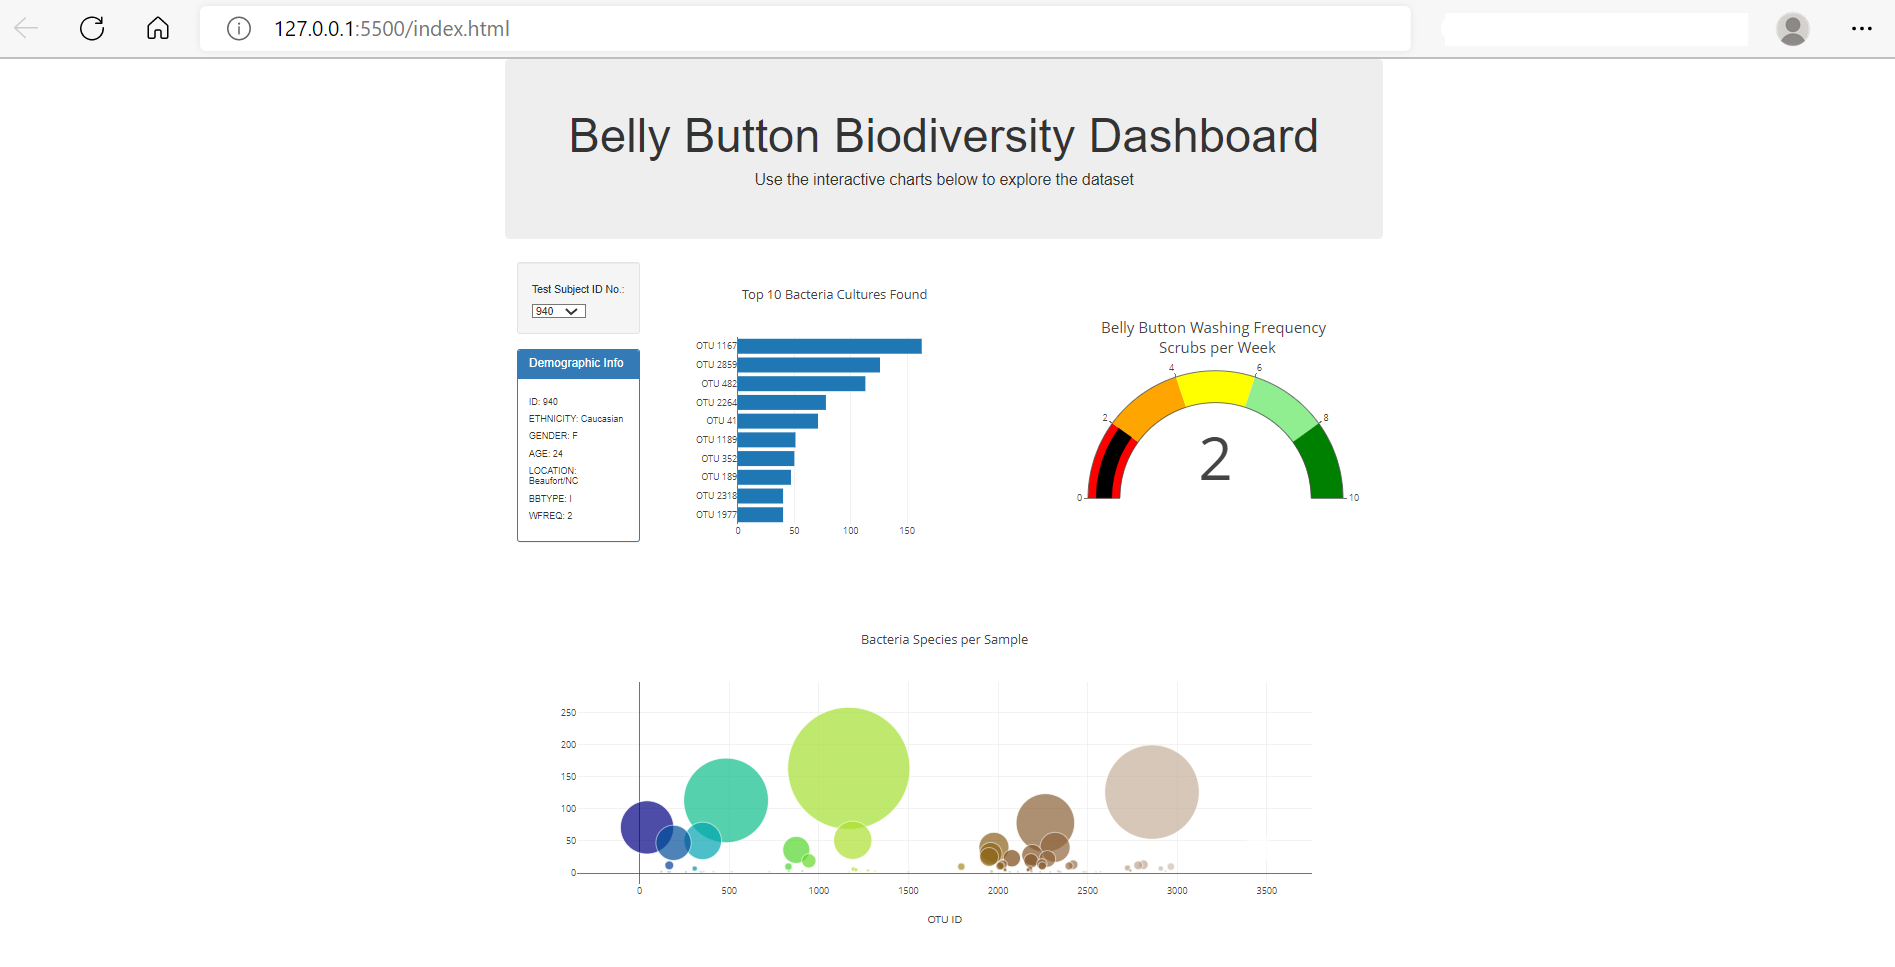 127.0.0.1:5500/index.html
Belly Button Biodiversity Dashboard
Use the interactive charts below to explore the dataset
Test Subject ID No.:
940
Demographic Info
ID: 940
ETHNICITY: Caucasian
GENDER: F
AGE: 24
LOCATION:
Beaufort/NC
BBTYPE: I
WFREQ: 2
Top 10 Bacteria Cultures Found
OTU 1167
OTU 2859
OTU 482
OTU 2264
OTU 41
OTU 1189
OTU 352
OTU 189
OTU 2318
OTU 1977
0 50 100 150
Belly Button Washing Frequency
Scrubs per Week
4 6
2 8
2
0 10
Bacteria Species per Sample
250
200
150
100
50
0
0 500 1000 1500 2000 2500 3000 3500
OTU ID